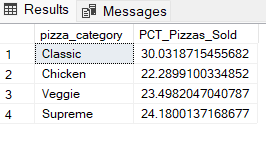 Results Messages
pizza_category PCT_Pizzas_Sold
1 Classic 30.0318715455682
2 Chicken 22.2899100334852
3 Veggie 23.4982047040787
4 Supreme 24.1800137168677